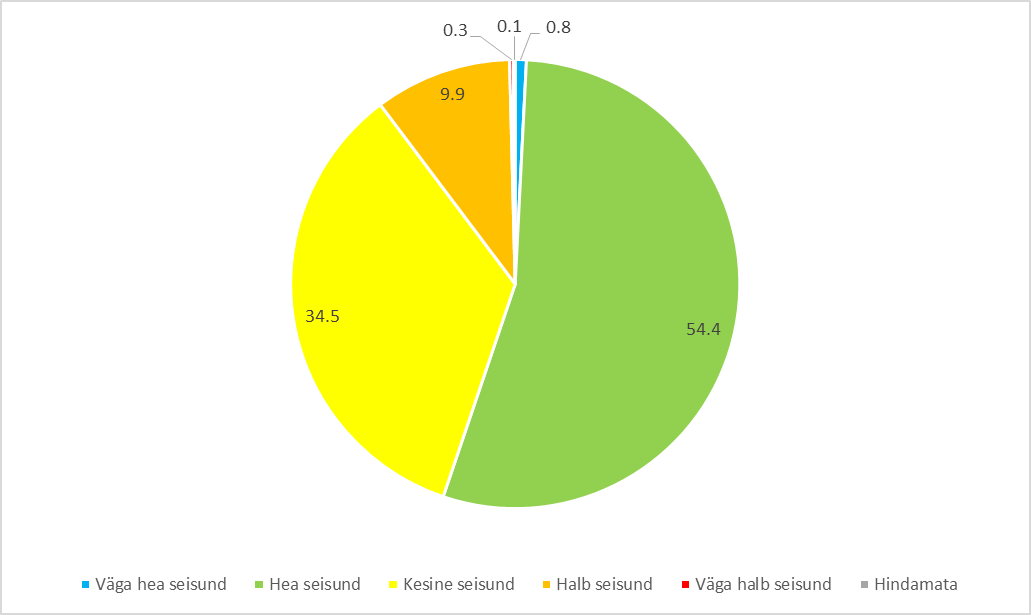 0.3
0.1
0.8
9.9
34.5
54.4
Väga hea seisund
Hea seisund
Kesine seisund
Halb seisund
Väga halb seisund
Hindamata